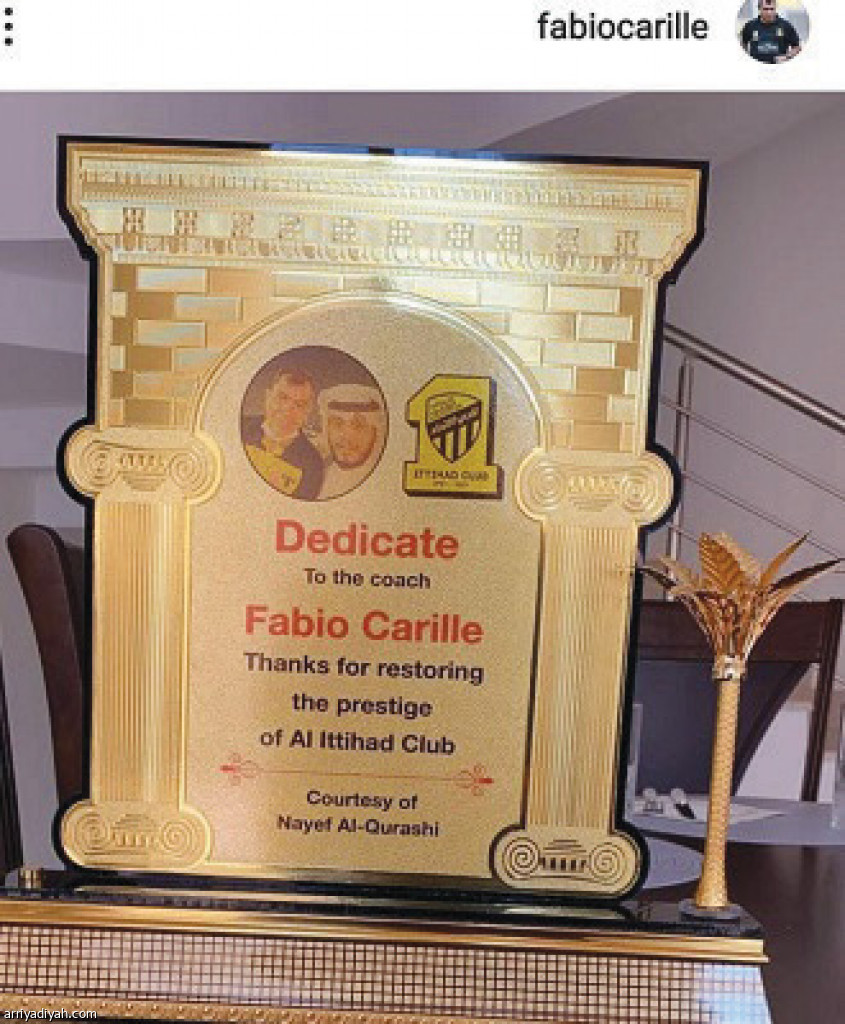 fabiocarille
ITTIHAD CLUB
Dedicate
To the coach
Fabio Carille
Thanks for restoring
the prestige
of Al Ittihad Club
Courtesy of
Nayef Al-Qurashi
arriyadiyah.com